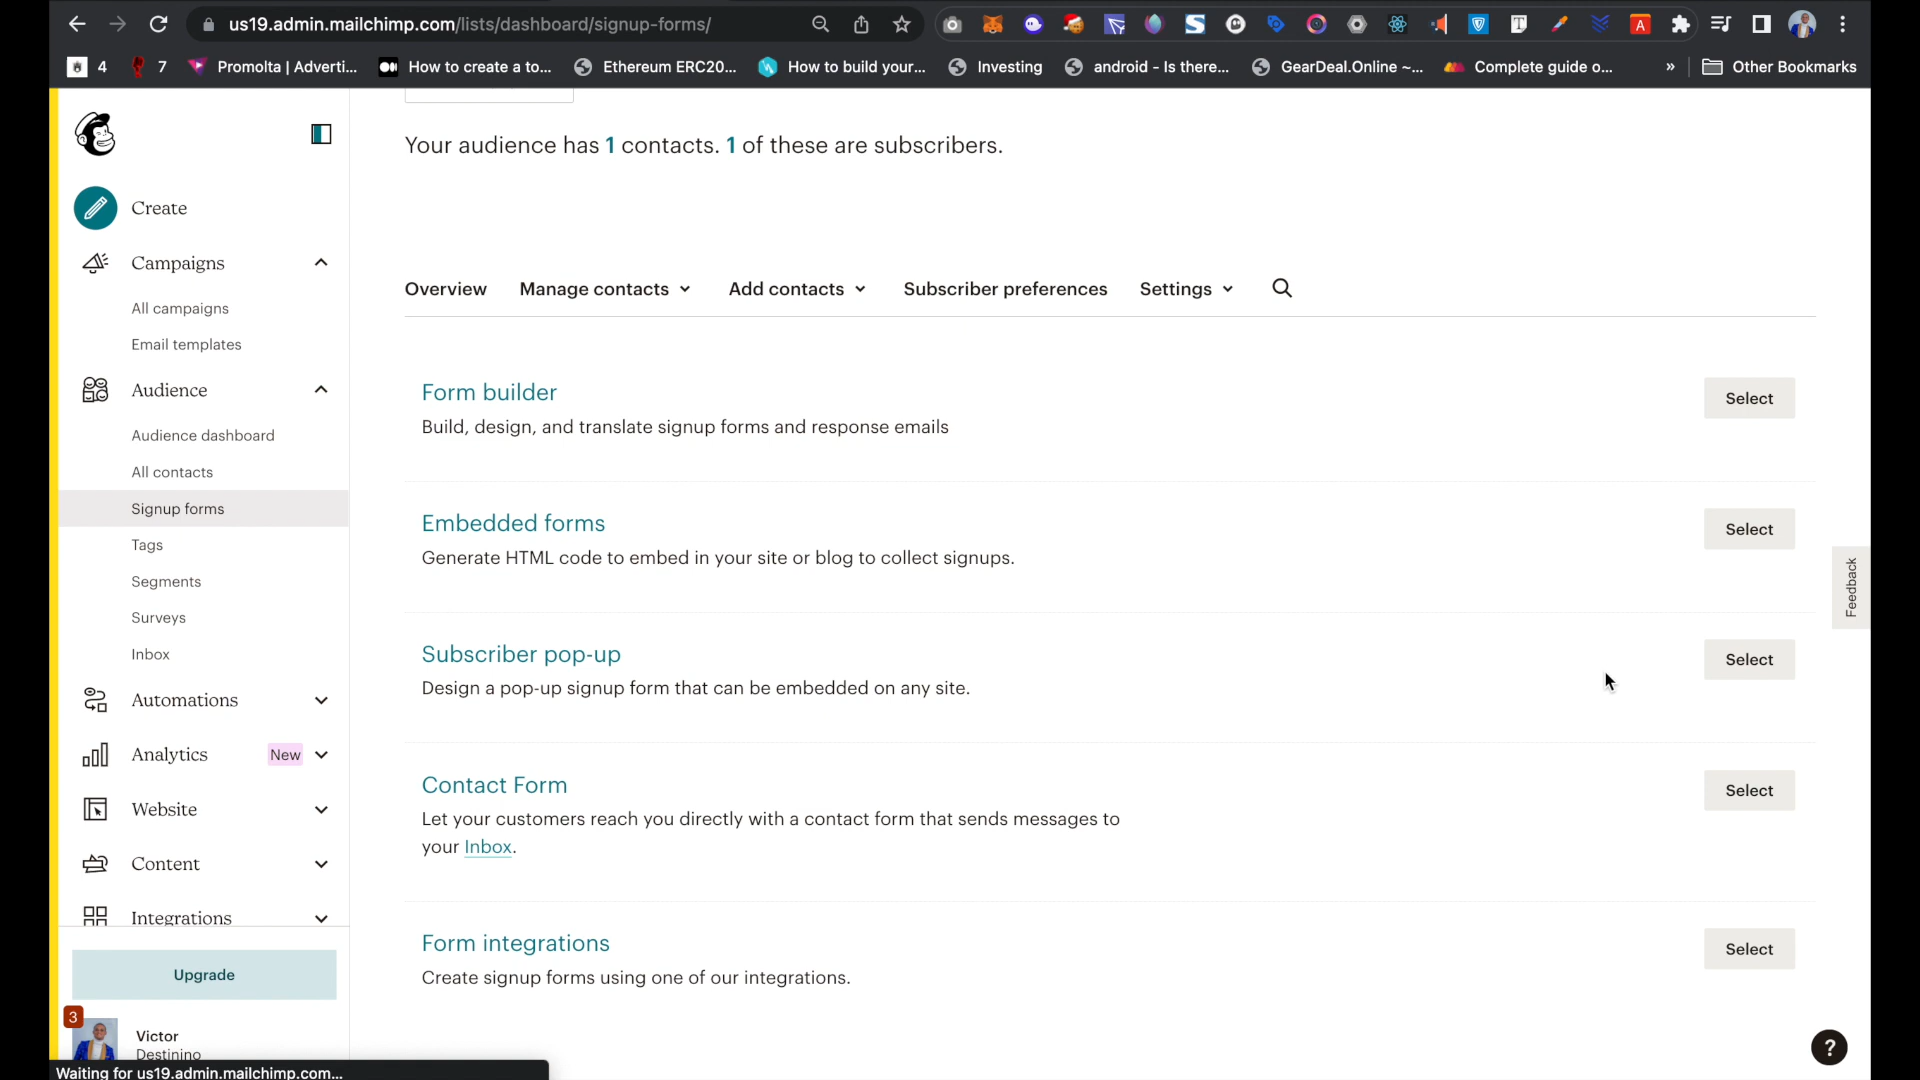 us19.admin.mailchimp.com/lists/dashboard/signup-forms/
4
7
Promolta | Adverti...
How to create a to...
Ethereum ERC20...
How to build your...
Investing
android - Is there...
GearDeal.Online ~...
Complete guide o...
»
Other Bookmarks
Create
Campaigns
All campaigns
Email templates
Audience
Audience dashboard
All contacts
Signup forms
Tags
Segments
Surveys
Inbox
Automations
Analytics New
Website
Content
Integrations
Upgrade
3
Victor
Destinino
Waiting for us19.admin.mailchimp.com...
Your audience has 1 contacts. 1 of these are subscribers.
Overview Manage contacts Add contacts Subscriber preferences Settings
Form builder
Build, design, and translate signup forms and response emails
Select
Embedded forms
Generate HTML code to embed in your site or blog to collect signups.
Select
Subscriber pop-up
Design a pop-up signup form that can be embedded on any site.
Select
Contact Form
Let your customers reach you directly with a contact form that sends messages to
your Inbox.
Select
Form integrations
Create signup forms using one of our integrations.
Select
Feedback
?